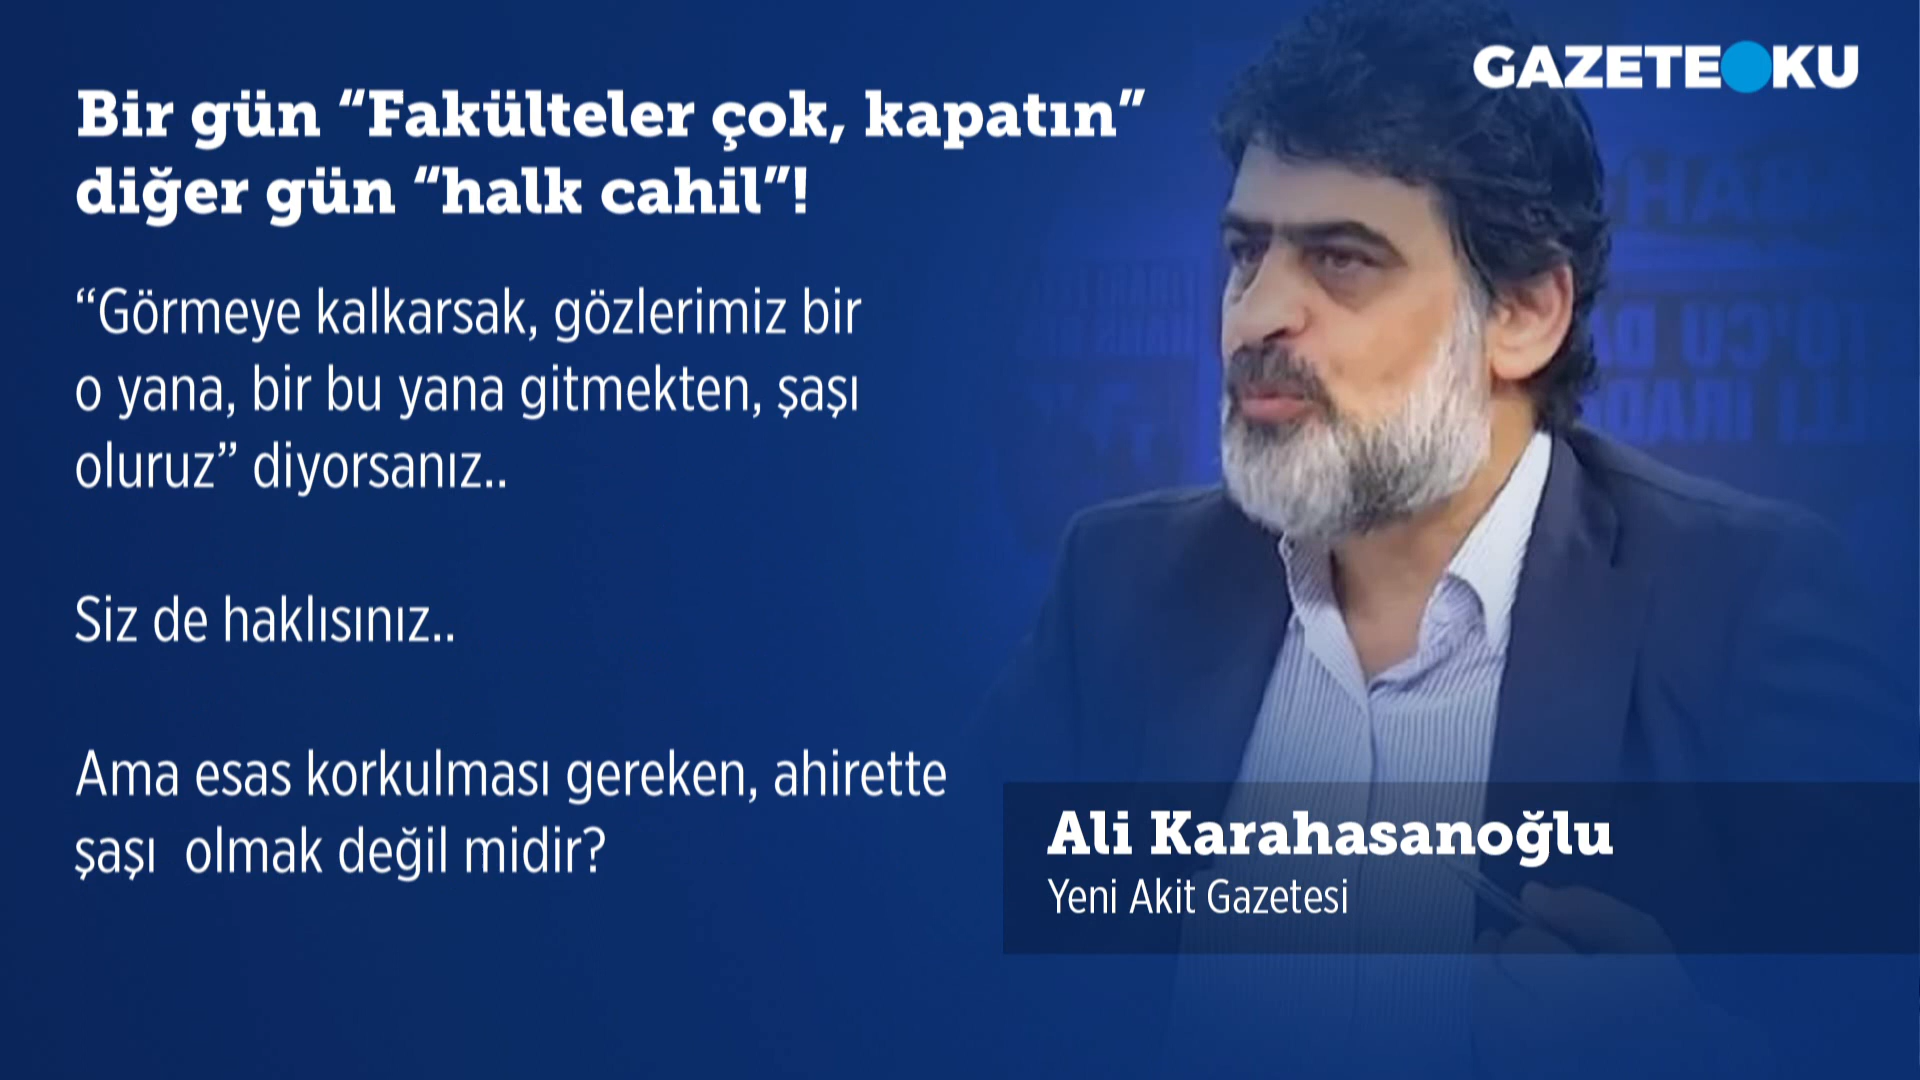 GAZETE KU
Bir gün “Fakülteler çok, kapatın”
diğer gün “halk cahil”!
“Görmeye kalkarsak, gözlerimiz bir
o yana, bir bu yana gitmekten, şaşı
oluruz” diyorsanız..
Siz de haklısınız..
Ama esas korkulması gereken, ahirette
şaşı  olmak değil midir?
Ali Karahasanoğlu
Yeni Akit Gazetesi